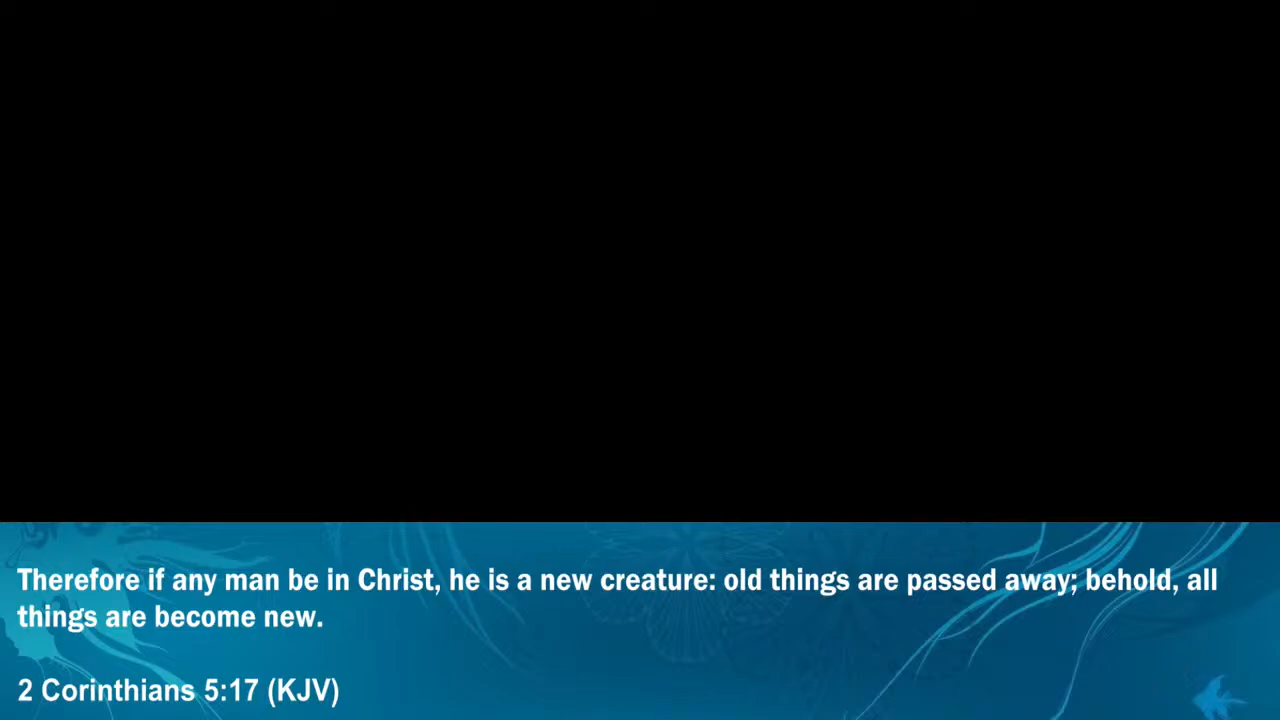 Therefore if any man be in Christ, he is a new creature: old things are passed away; behold, all
things are become new.
2 Corinthians 5:17 (KJV)